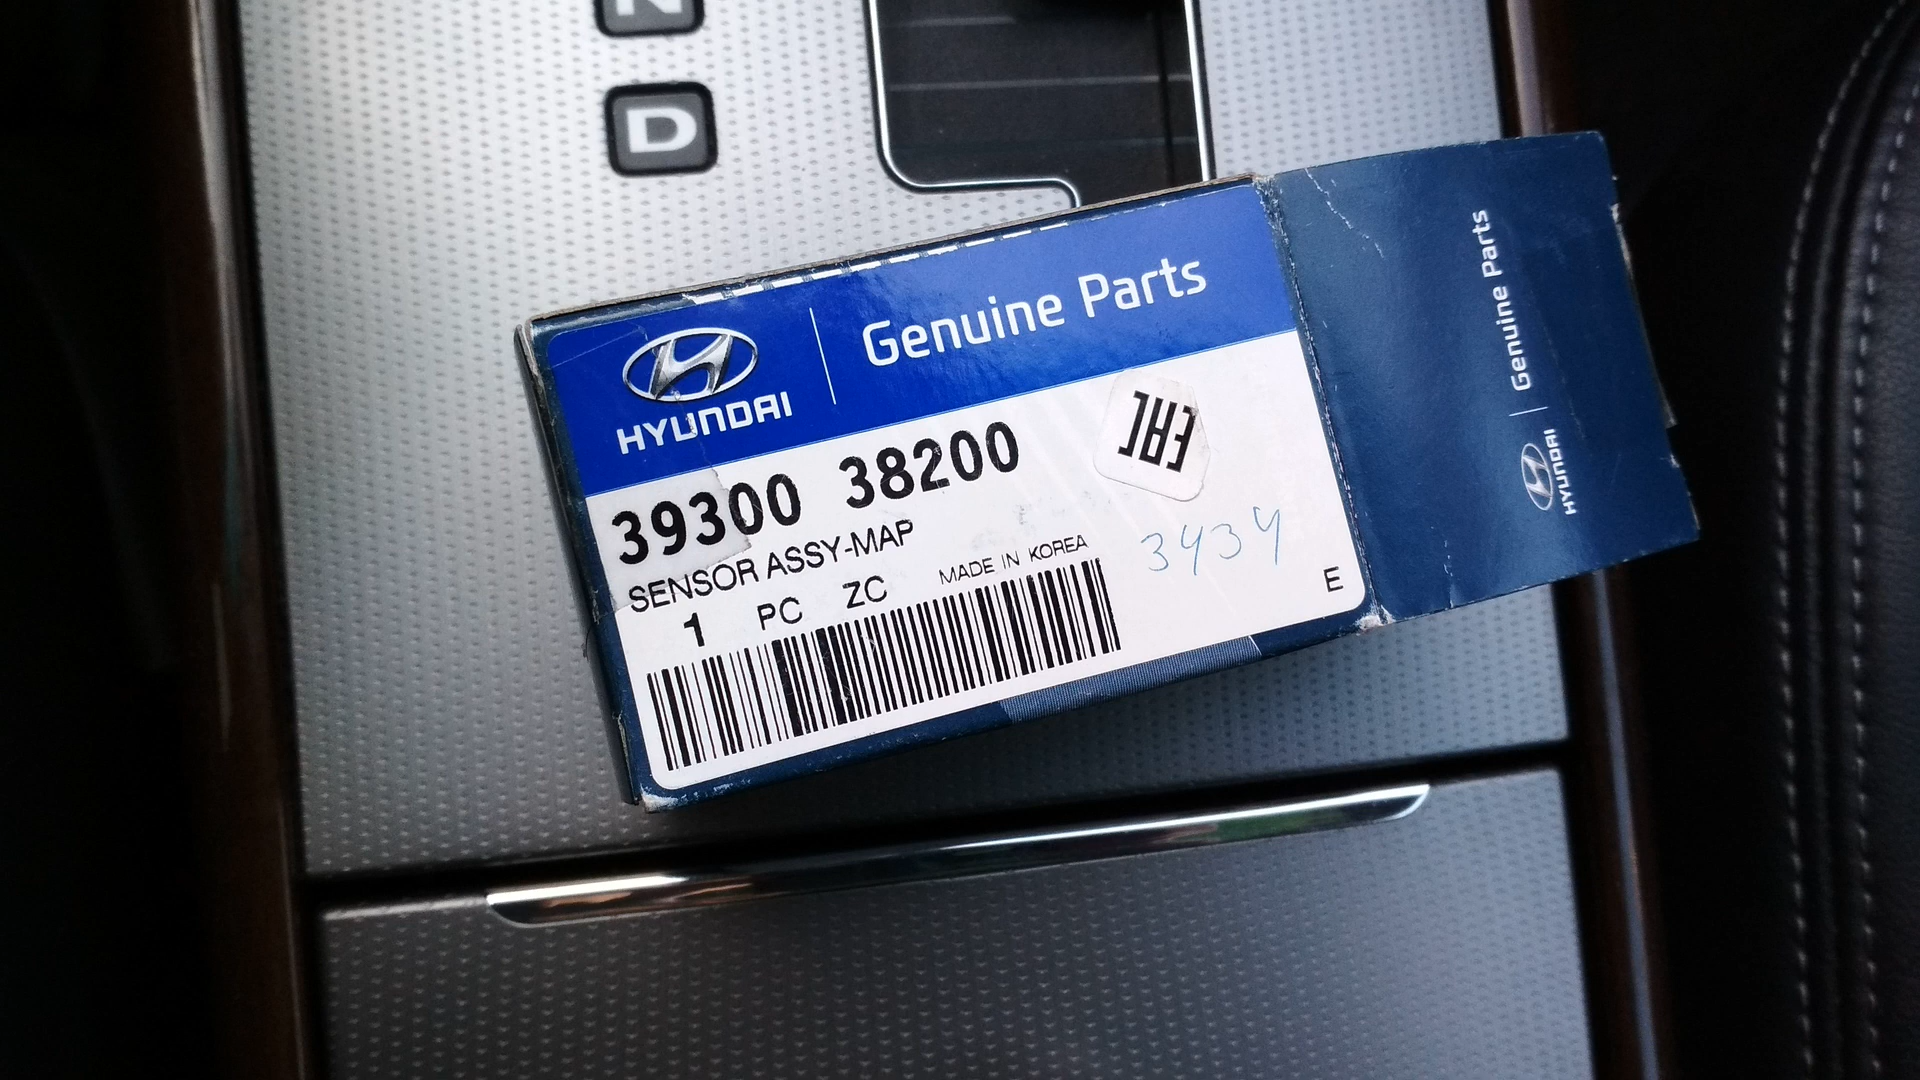 N
D
HYUNDAI
Genuine Parts
39300 38200
SENSOR ASSY-MAP
1 PC ZC MADE IN KOREA
EAC
3434
E
HYUNDAI | Genuine Parts